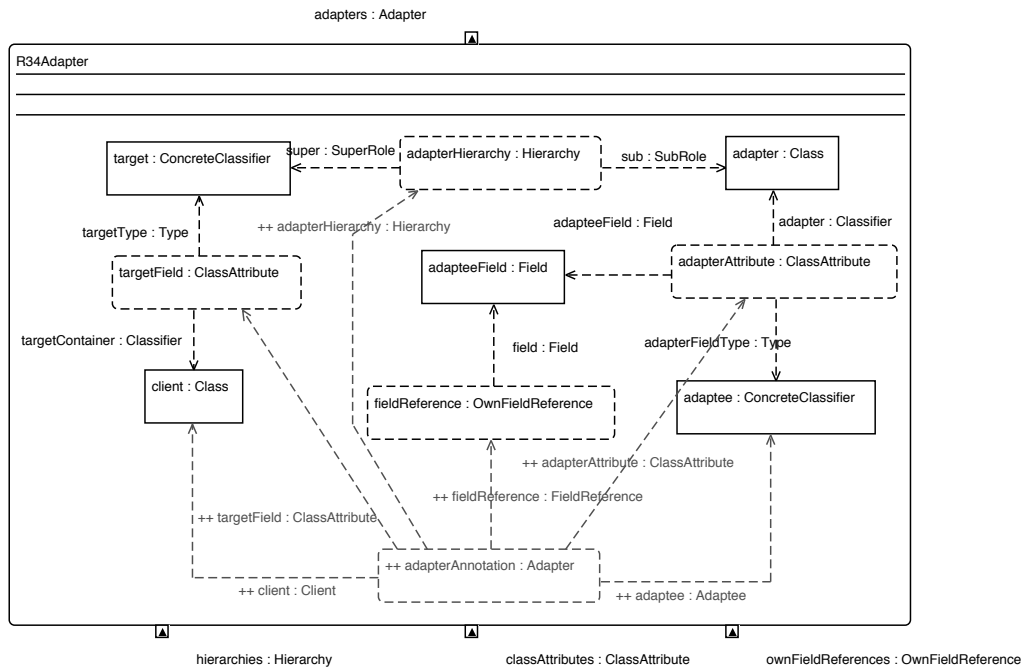 adapters : Adapter
R34Adapter
target : ConcreteClassifier
super : SuperRole
adapterHierarchy : Hierarchy
sub : SubRole
adapter : Class
targetType : Type
++ adapterHierarchy : Hierarchy
adapteeField : Field
adapter : Classifier
targetField : ClassAttribute
adapteeField : Field
adapterAttribute : ClassAttribute
targetContainer : Classifier
field : Field
adapterFieldType : Type
client : Class
fieldReference : OwnFieldReference
adaptee : ConcreteClassifier
++ adapterAttribute : ClassAttribute
++ fieldReference : FieldReference
++ targetField : ClassAttribute
++ adapterAnnotation : Adapter
++ client : Client
++ adaptee : Adaptee
hierarchies : Hierarchy
classAttributes : ClassAttribute
ownFieldReferences : OwnFieldReference